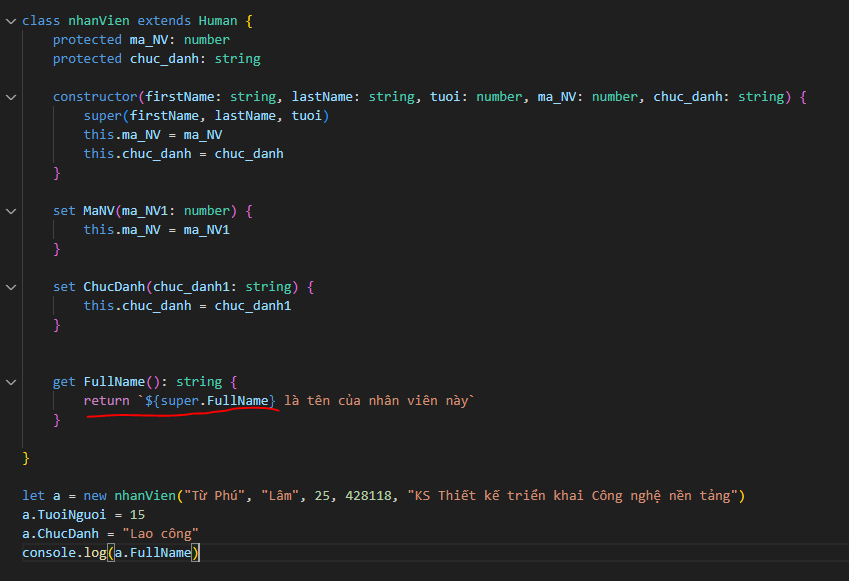 class nhanVien extends Human {
protected ma_NV: number
protected chuc_danh: string
constructor(firstName: string, lastName: string, tuoi: number, ma_NV: number, chuc_danh: string) {
super(firstName, lastName, tuoi)
this.ma_NV = ma_NV
this.chuc_danh = chuc_danh
}
set MaNV(ma_NV1: number) {
this.ma_NV = ma_NV1
}
set ChucDanh(chuc_danh1: string) {
this.chuc_danh = chuc_danh1
}
get FullName(): string {
return `${super.FullName} là tên của nhân viên này`
}
}
let a = new nhanVien("Từ Phú", "Lâm", 25, 428118, "KS Thiết kế triển khai Công nghệ nền tảng")
a.TuoiNguoi = 15
a.ChucDanh = "Lao công"
console.log(a.FullName)